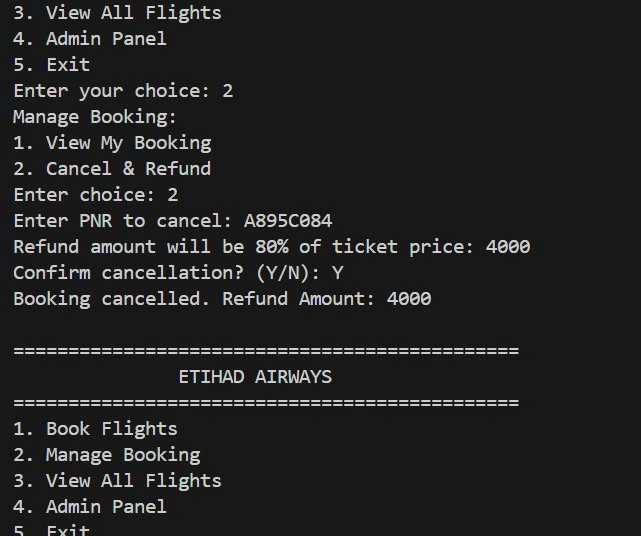 3. View All Flights
4. Admin Panel
5. Exit
Enter your choice: 2
Manage Booking:
1. View My Booking
2. Cancel & Refund
Enter choice: 2
Enter PNR to cancel: A895C084
Refund amount will be 80% of ticket price: 4000
Confirm cancellation? (Y/N): Y
Booking cancelled. Refund Amount: 4000
==============================================
ETIHAD AIRWAYS
==============================================
1. Book Flights
2. Manage Booking
3. View All Flights
4. Admin Panel
5. Exit